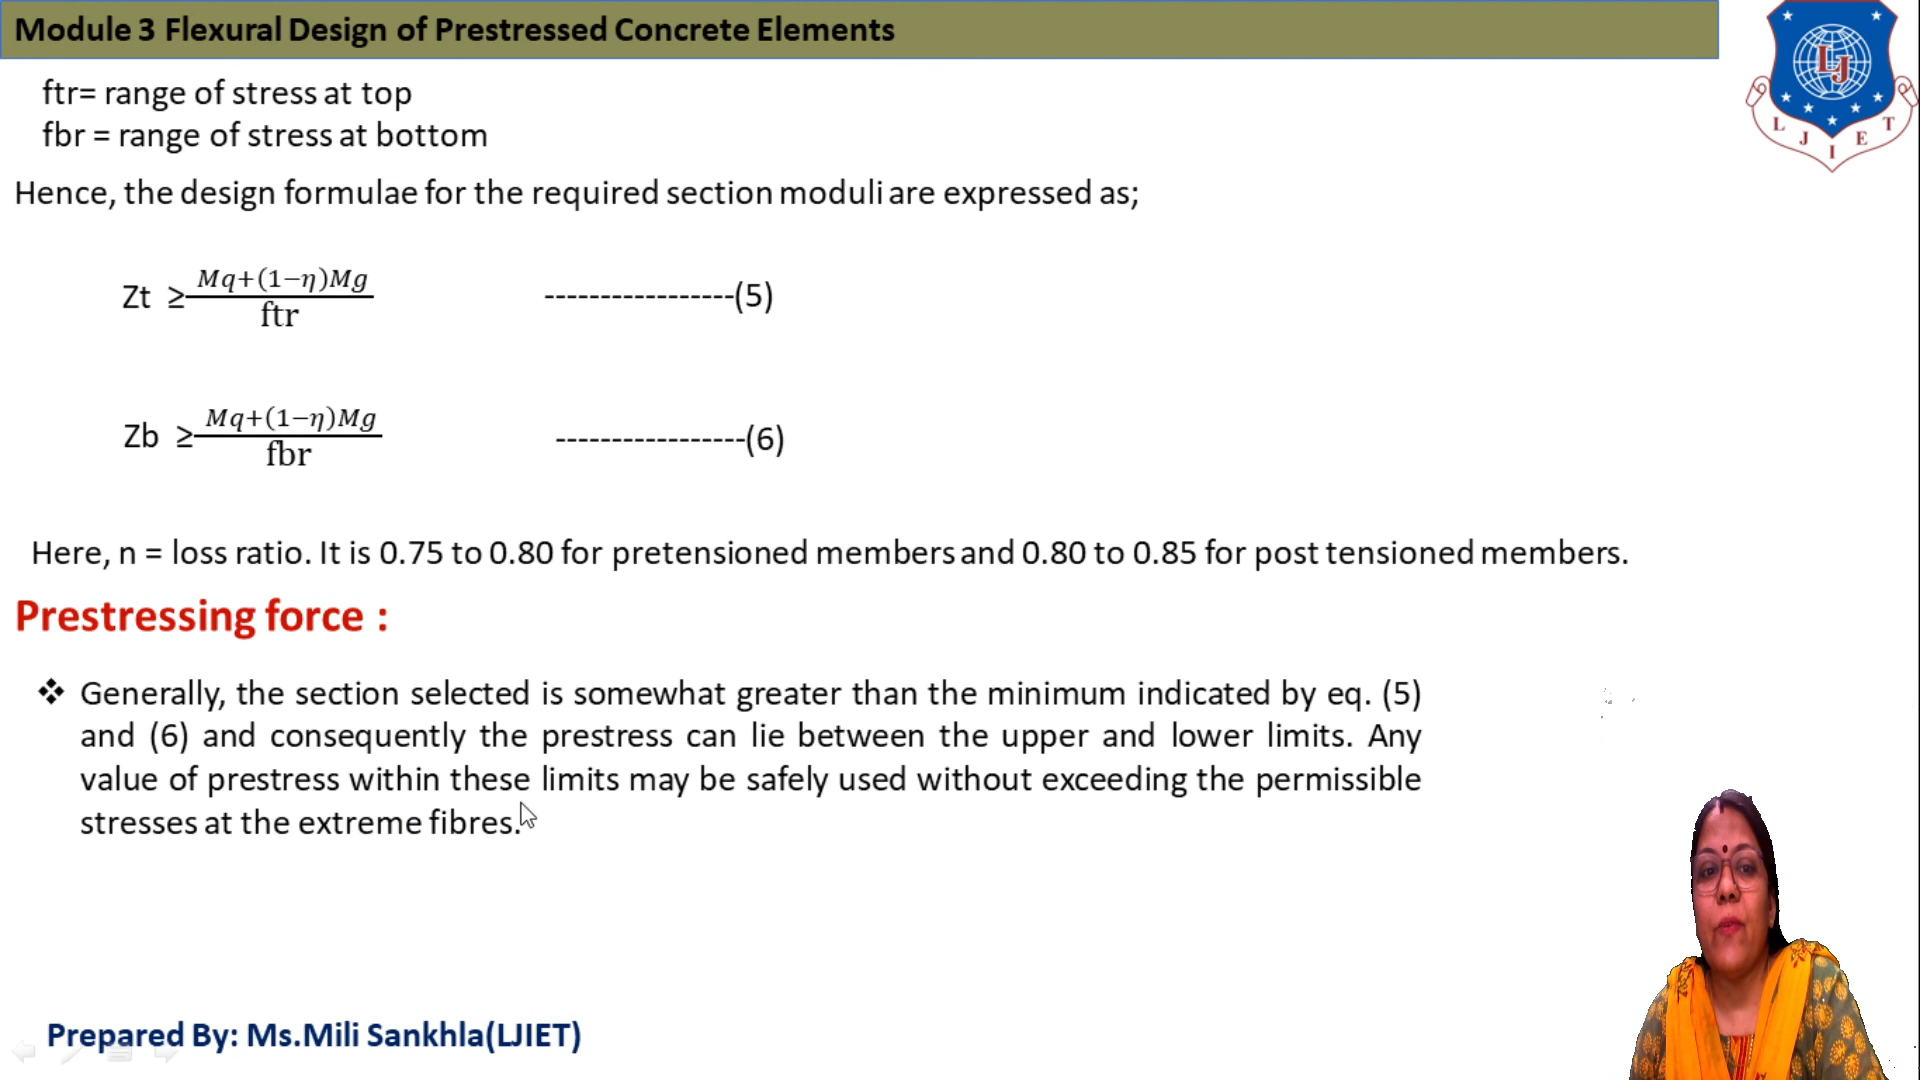 Module 3 Flexural Design of Prestressed Concrete Elements
ftr= range of stress at top
fbr = range of stress at bottom
Hence, the design formulae for the required section moduli are expressed as;
Zt ≥ Mq+(1−η)Mg / ftr -----------------(5)
Zb ≥ Mq+(1−η)Mg / fbr -----------------(6)
Here, n = loss ratio. It is 0.75 to 0.80 for pretensioned members and 0.80 to 0.85 for post tensioned members.
Prestressing force :
❖ Generally, the section selected is somewhat greater than the minimum indicated by eq. (5)
and (6) and consequently the prestress can lie between the upper and lower limits. Any
value of prestress within these limits may be safely used without exceeding the permissible
stresses at the extreme fibres.
Prepared By: Ms.Mili Sankhla(LJIET)
LJ
L J I E T